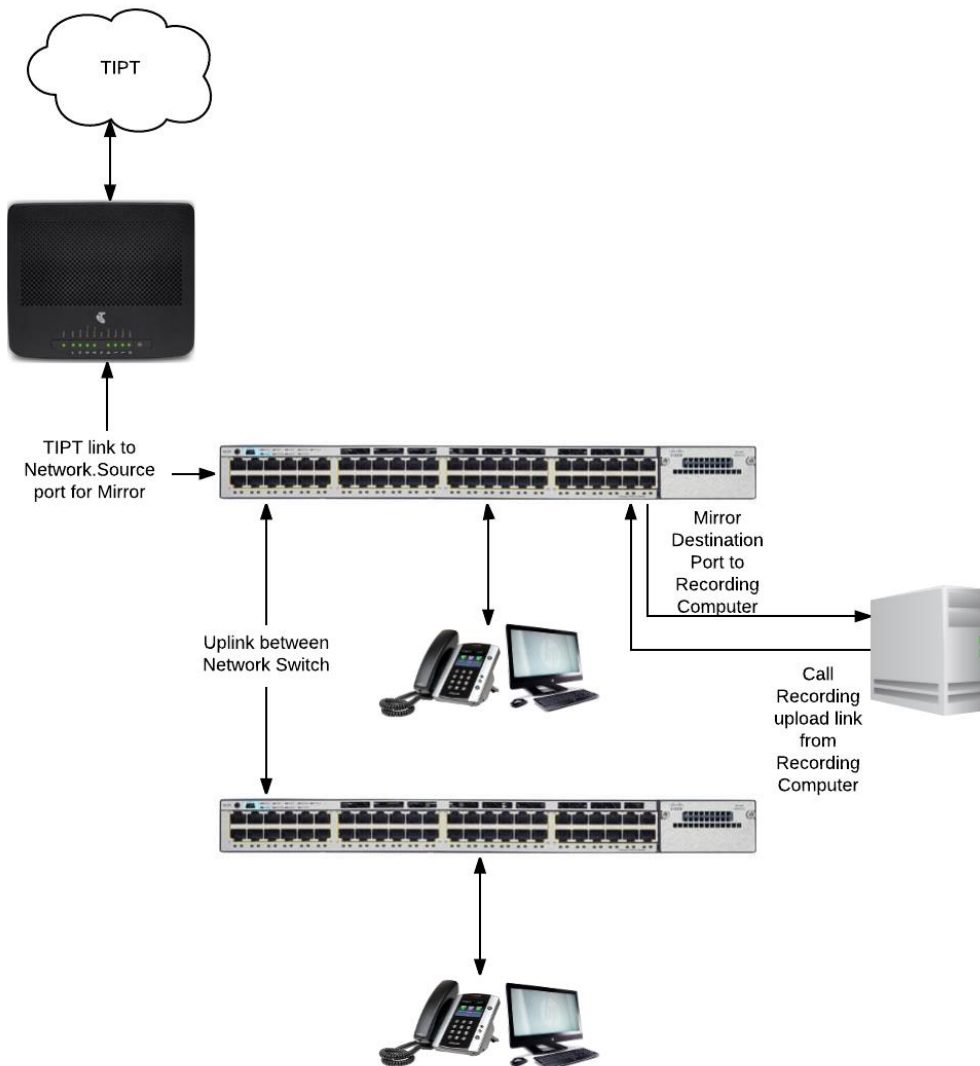 TIPT
TIPT link to
Network.Source
port for Mirror
Mirror
Destination
Port to
Recording
Computer
Uplink between
Network Switch
Call
Recording
upload link
from
Recording
Computer